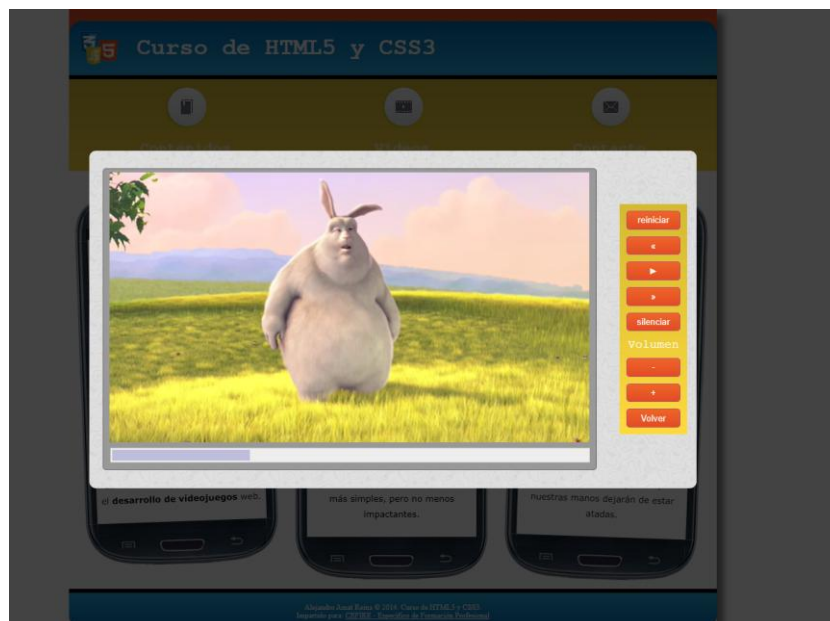 Curso de HTML5 y CSS3
reiniciar
«
►
»
silenciar
Volumen
-
+
Volver
el desarrollo de videojuegos web.
más simples, pero no menos
impactantes.
nuestras manos dejarán de estar
atadas.